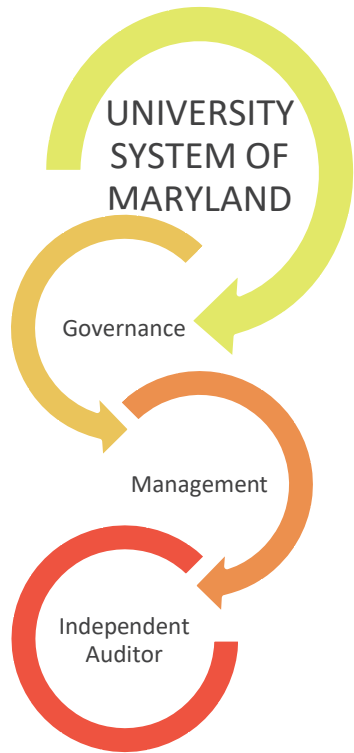 UNIVERSITY
SYSTEM OF
MARYLAND
Governance
Management
Independent
Auditor